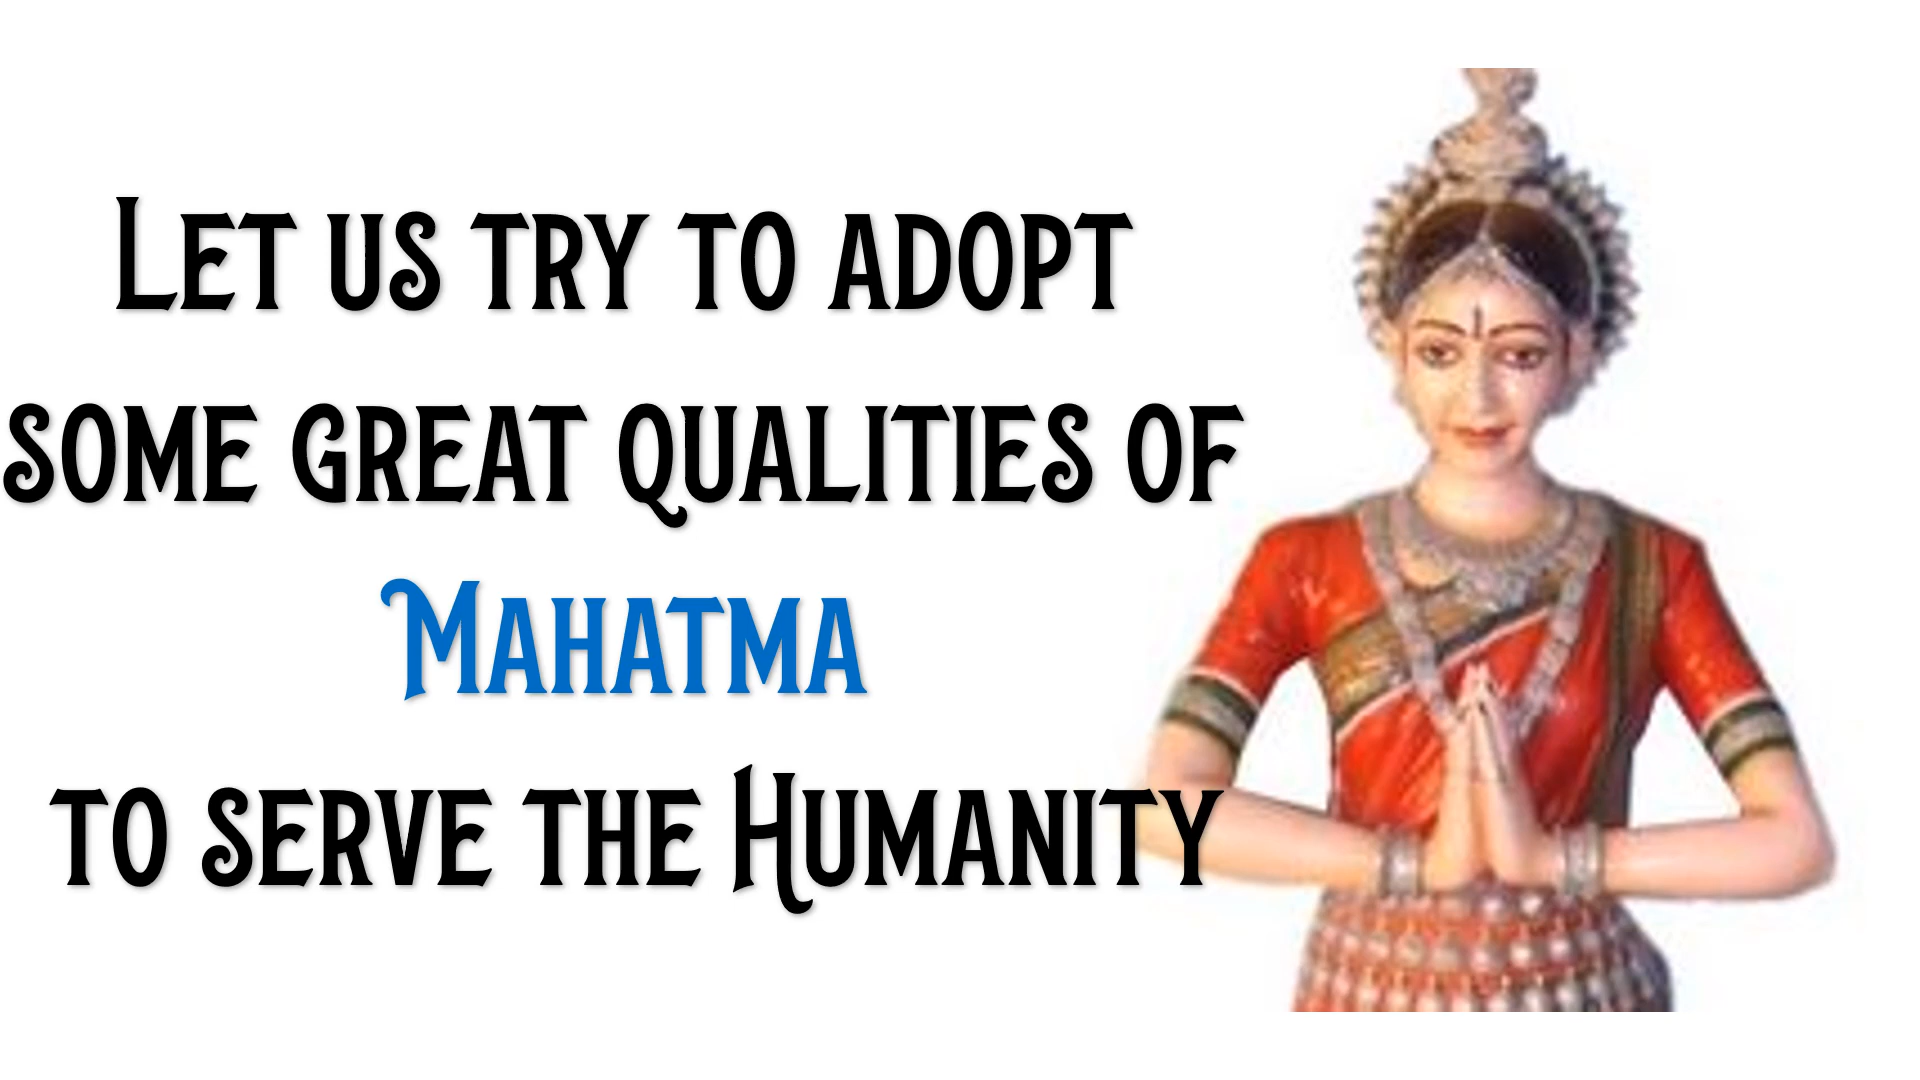 Let us try to adopt
some great qualities of
Mahatma
to serve the Humanity